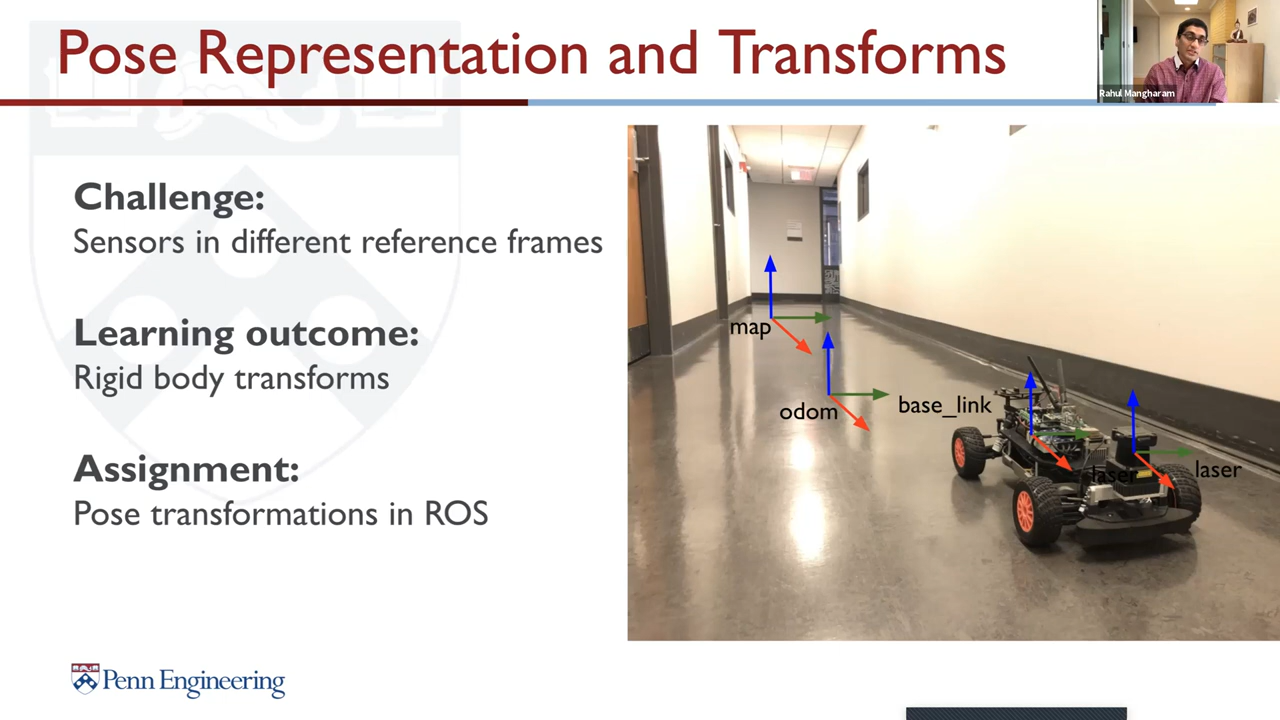 Pose Representation and Transforms
Rahul Mangharam
Challenge:
Sensors in different reference frames
Learning outcome:
Rigid body transforms
Assignment:
Pose transformations in ROS
map
odom
base_link
laser
laser
Penn Engineering